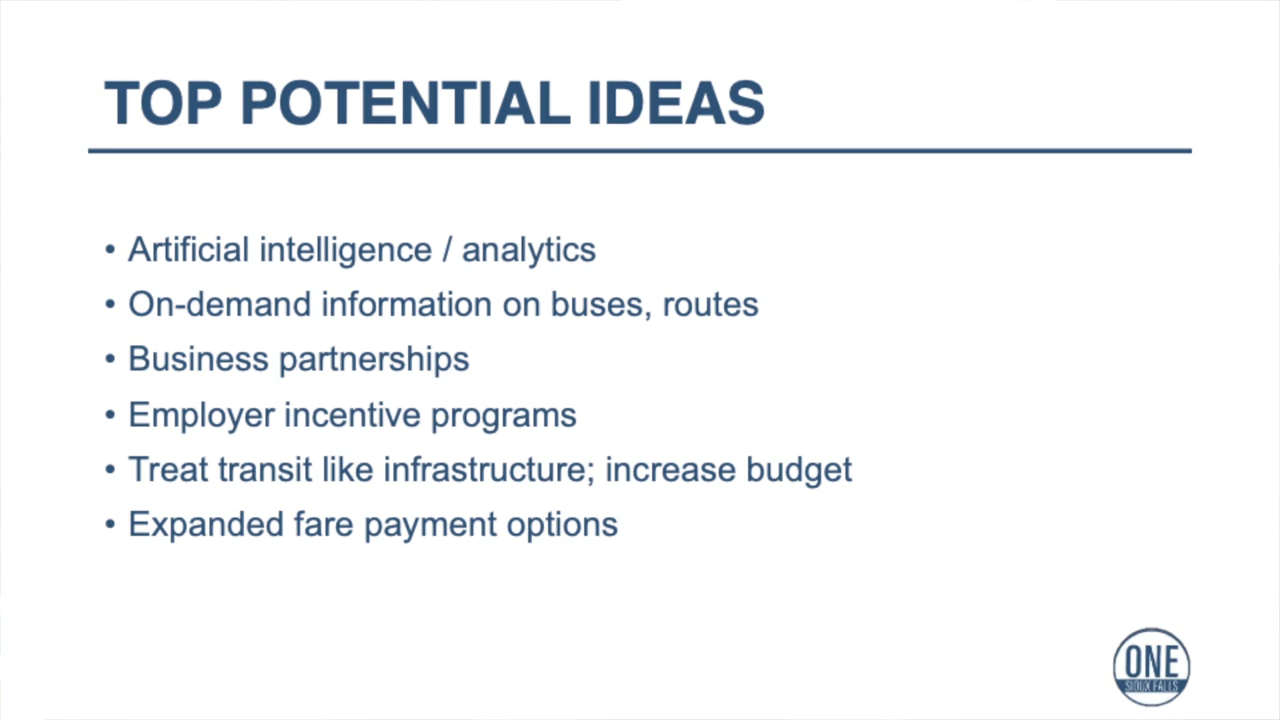 TOP POTENTIAL IDEAS
• Artificial intelligence / analytics
• On-demand information on buses, routes
• Business partnerships
• Employer incentive programs
• Treat transit like infrastructure; increase budget
• Expanded fare payment options
ONE
SIOUX FALLS